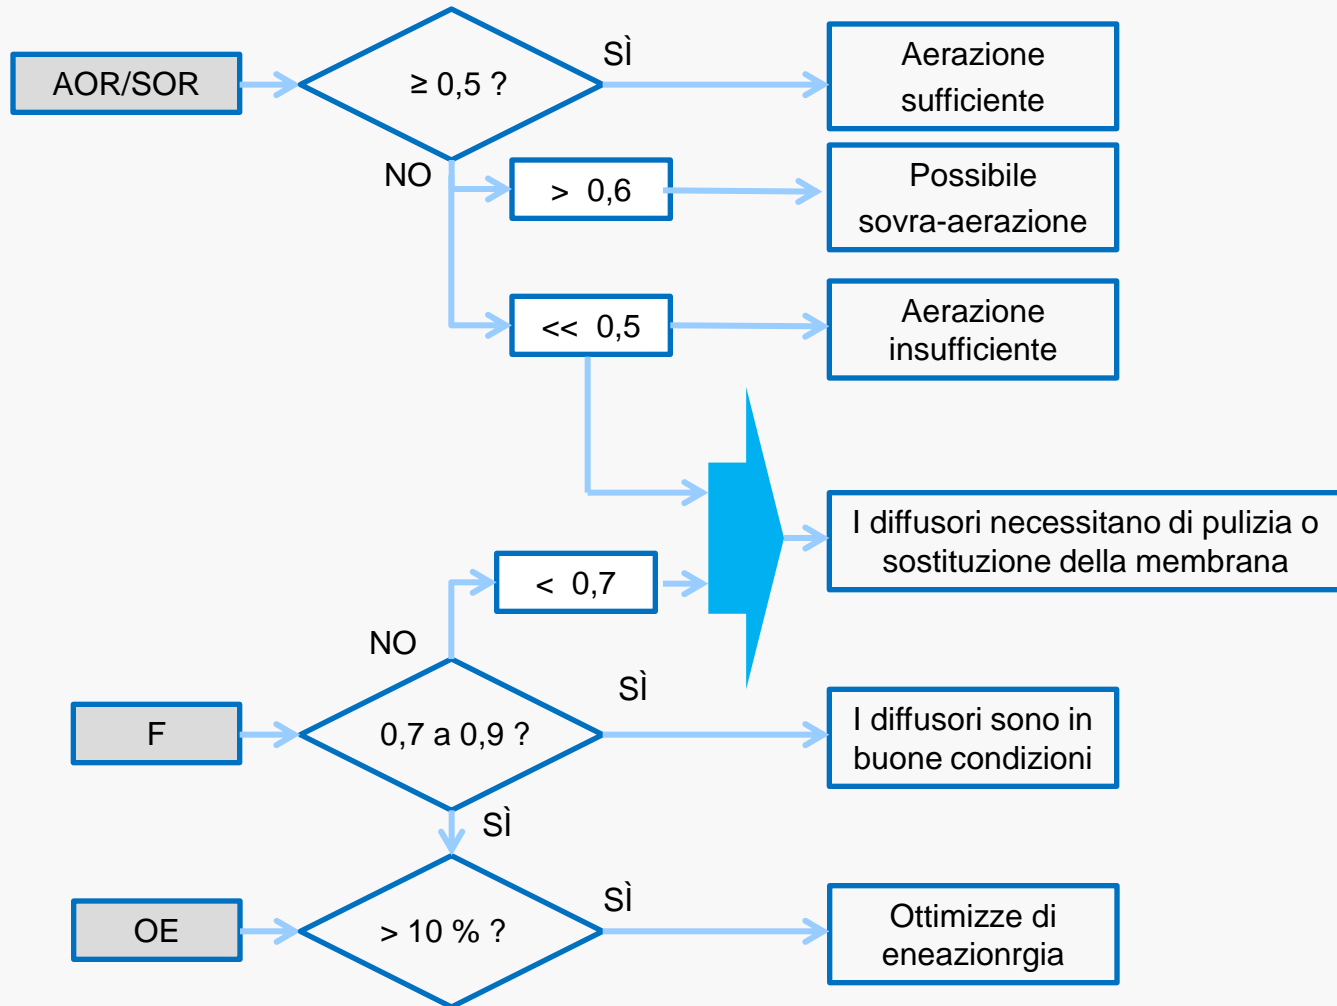 AOR/SOR
≥ 0,5 ?
SÌ
Aerazione
sufficiente
NO
> 0,6
Possibile
sovra-aerazione
<< 0,5
Aerazione
insufficiente
I diffusori necessitano di pulizia o
sostituzione della membrana
< 0,7
NO
F
0,7 a 0,9 ?
SÌ
I diffusori sono in
buone condizioni
SÌ
OE
> 10 % ?
SÌ
Ottimizze di
eneazionrgia